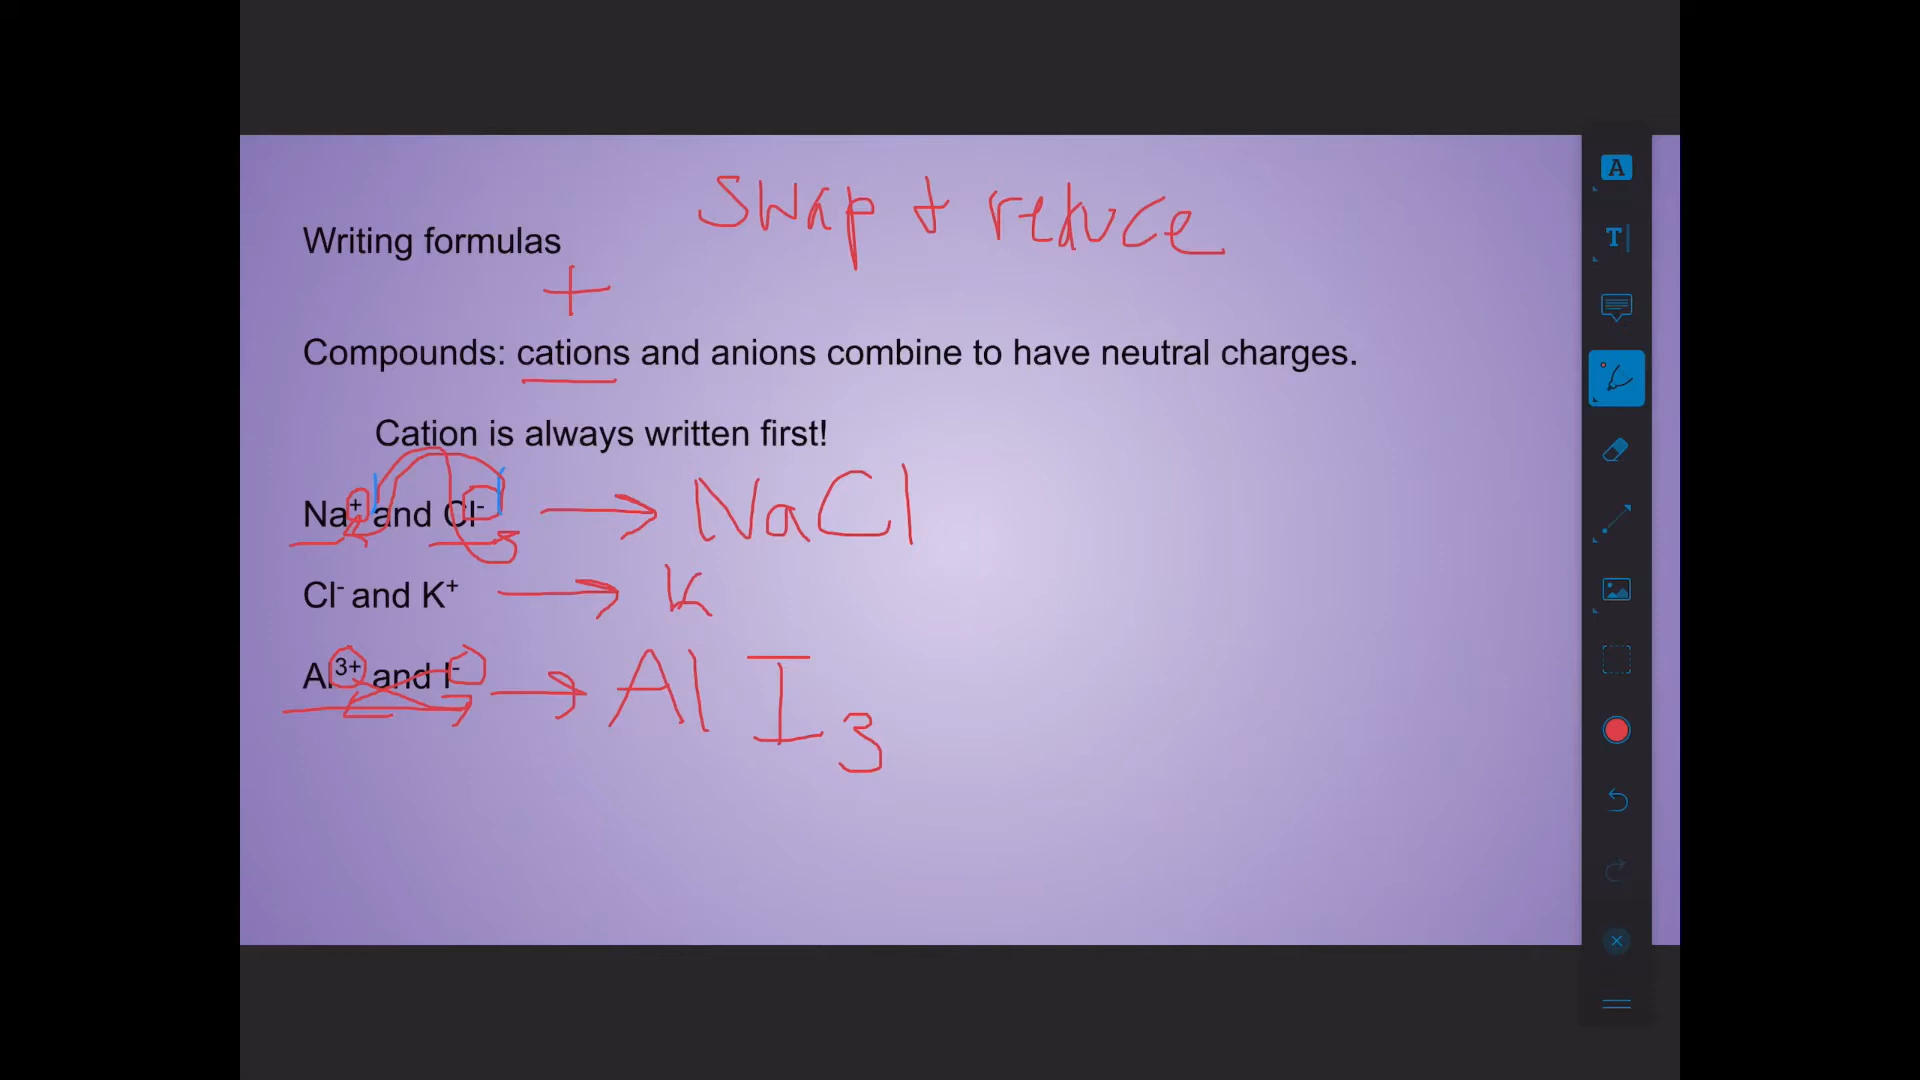 Swap + reduce
Writing formulas
+
Compounds: cations and anions combine to have neutral charges.
Cation is always written first!
Na⁺ and Cl⁻ → NaCl
Cl⁻ and K⁺ → K
Al³⁺ and I⁻ → Al I₃
A
T